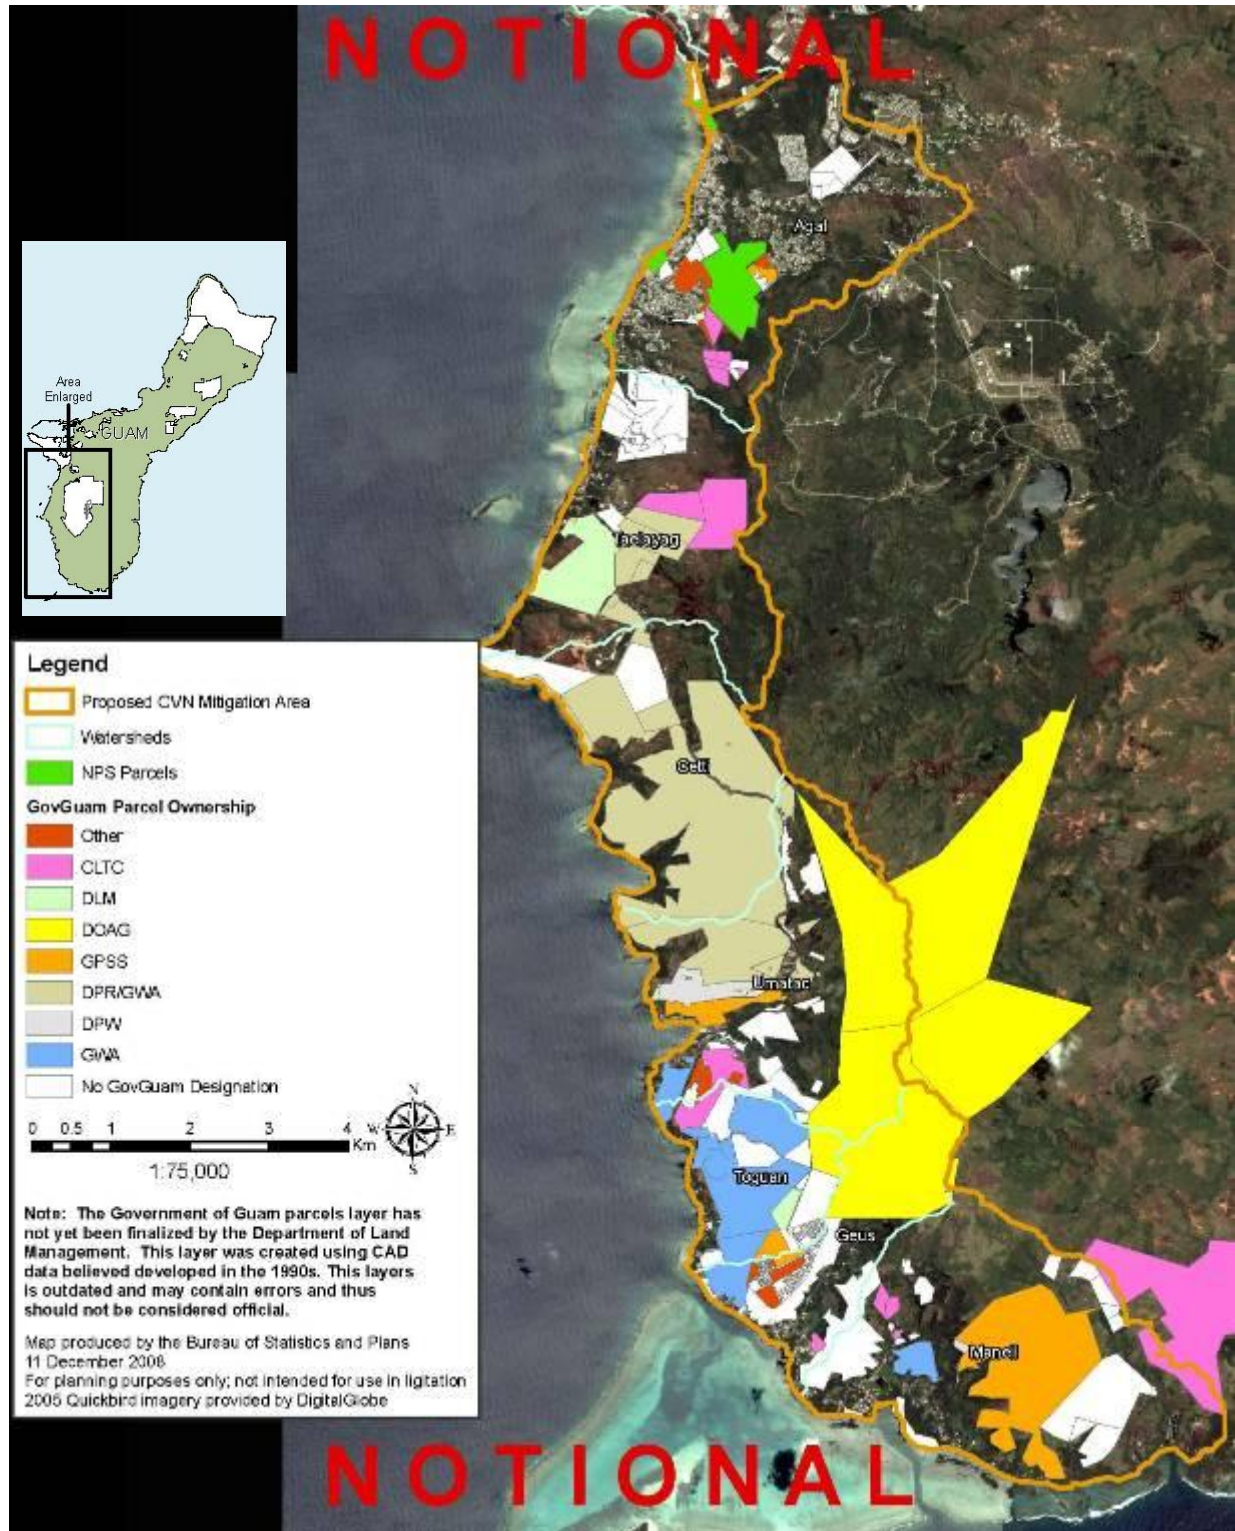 NOTIONAL
Agat
Area
Enlarged
GUAM
Taelayag
Cetti
Umatac
Toguan
Geus
Manell
Legend
Proposed CVN Mitigation Area
Watersheds
NPS Parcels
GovGuam Parcel Ownership
Other
CLTC
DLM
DOAG
GPSS
DPR/GWA
DPW
GWA
No GovGuam Designation
0 0.5 1 2 3 4
Km
N
W E
S
1:75,000
Note: The Government of Guam parcels layer has
not yet been finalized by the Department of Land
Management. This layer was created using CAD
data believed developed in the 1990s. This layers
is outdated and may contain errors and thus
should not be considered official.
Map produced by the Bureau of Statistics and Plans
11 December 2008
For planning purposes only; not intended for use in ligitation
2005 Quickbird imagery provided by DigitalGlobe
NOTIONAL